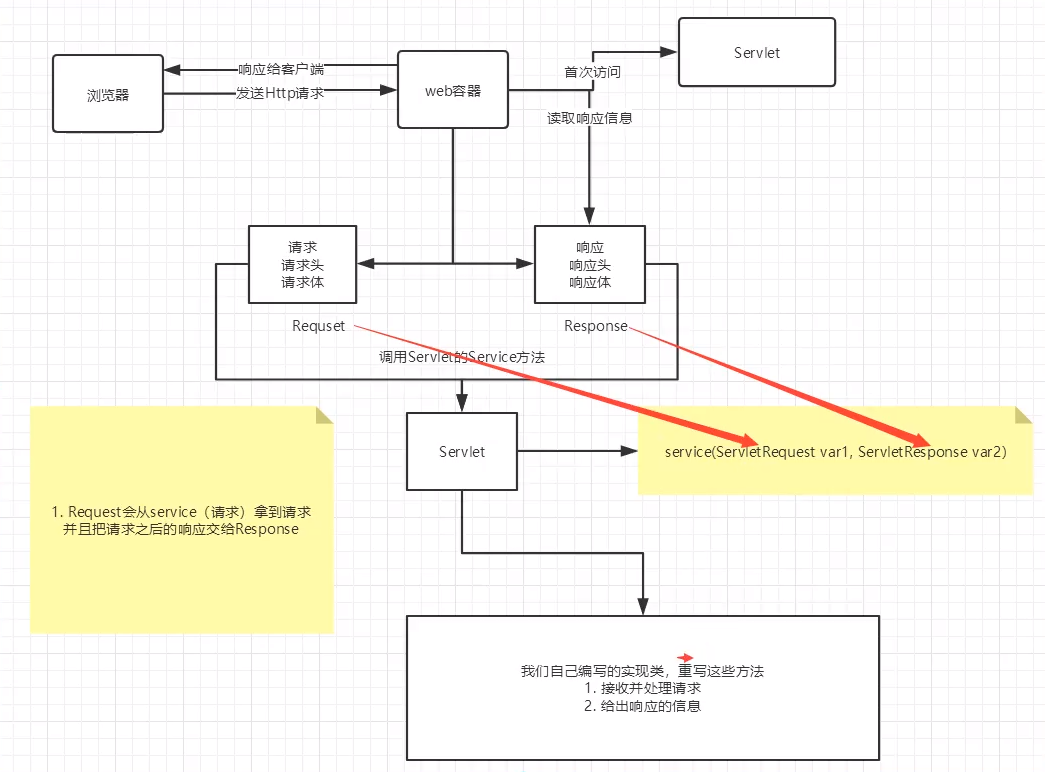 Servlet
响应给客户端
首次访问
浏览器
发送Http请求
web容器
读取响应信息
请求
请求头
请求体
响应
响应头
响应体
Requset
Response
调用Servlet的Service方法
Servlet
service(ServletRequest var1, ServletResponse var2)
1. Request会从service（请求）拿到请求
并且把请求之后的响应交给Response
我们自己编写的实现类，重写这些方法
1. 接收并处理请求
2. 给出响应的信息